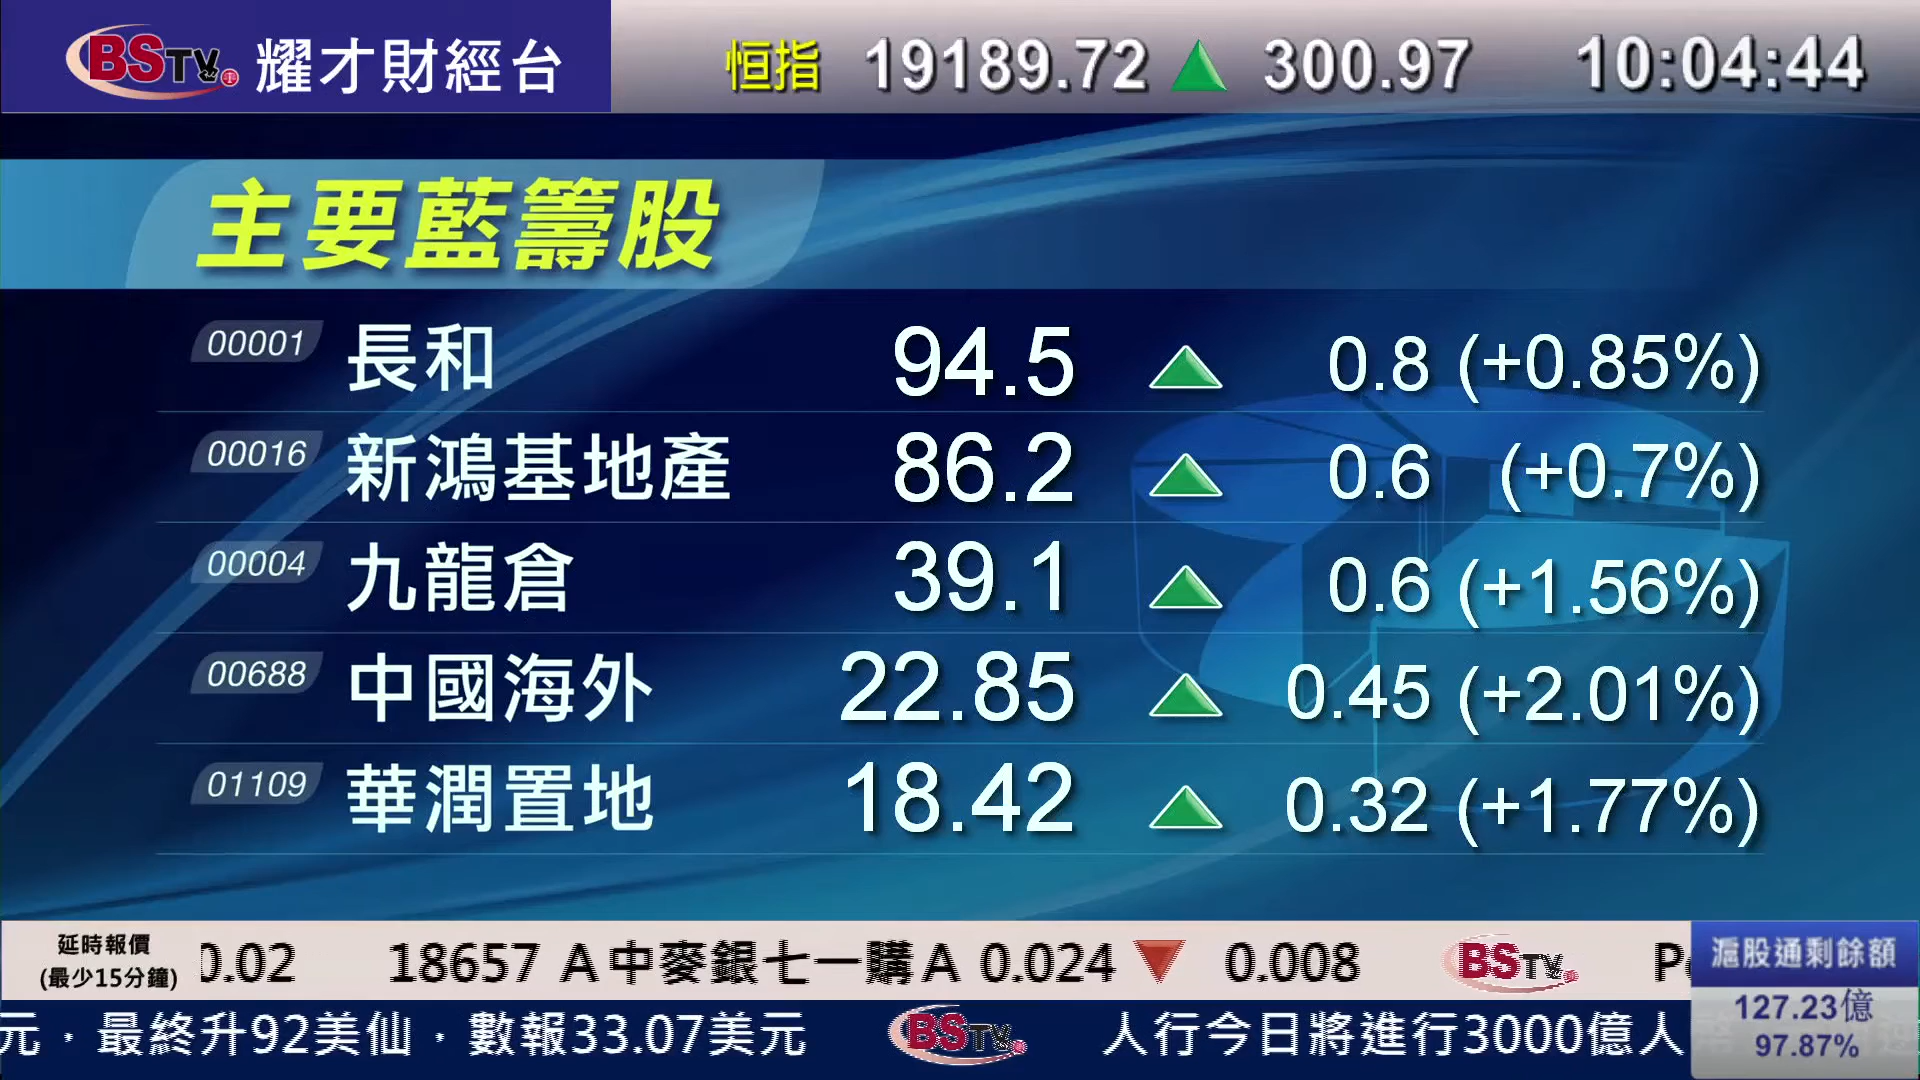 BSTV 耀才財經台 恒指 19189.72 ▲ 300.97 10:04:44
主要藍籌股
00001 長和 94.5 ▲ 0.8 (+0.85%)
00016 新鴻基地產 86.2 ▲ 0.6 (+0.7%)
00004 九龍倉 39.1 ▲ 0.6 (+1.56%)
00688 中國海外 22.85 ▲ 0.45 (+2.01%)
01109 華潤置地 18.42 ▲ 0.32 (+1.77%)
延時報價
(最少15分鐘)
0.02 18657 A中麥銀七一購A 0.024 ▼ 0.008 BSTV P
滬股通剩餘額
127.23億
97.87%
元，最終升92美仙，數報33.07美元 BSTV 人行今日將進行3000億人